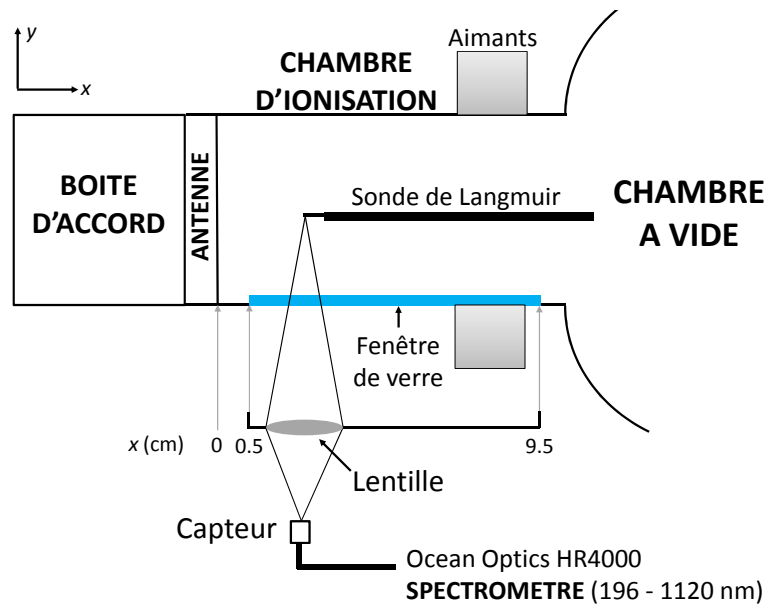 y
x
Aimants
CHAMBRE
D'IONISATION
BOITE
D'ACCORD
ANTENNE
Sonde de Langmuir
CHAMBRE
A VIDE
Fenêtre
de verre
x (cm)
0
0.5
9.5
Lentille
Capteur
Ocean Optics HR4000
SPECTROMETRE (196 - 1120 nm)